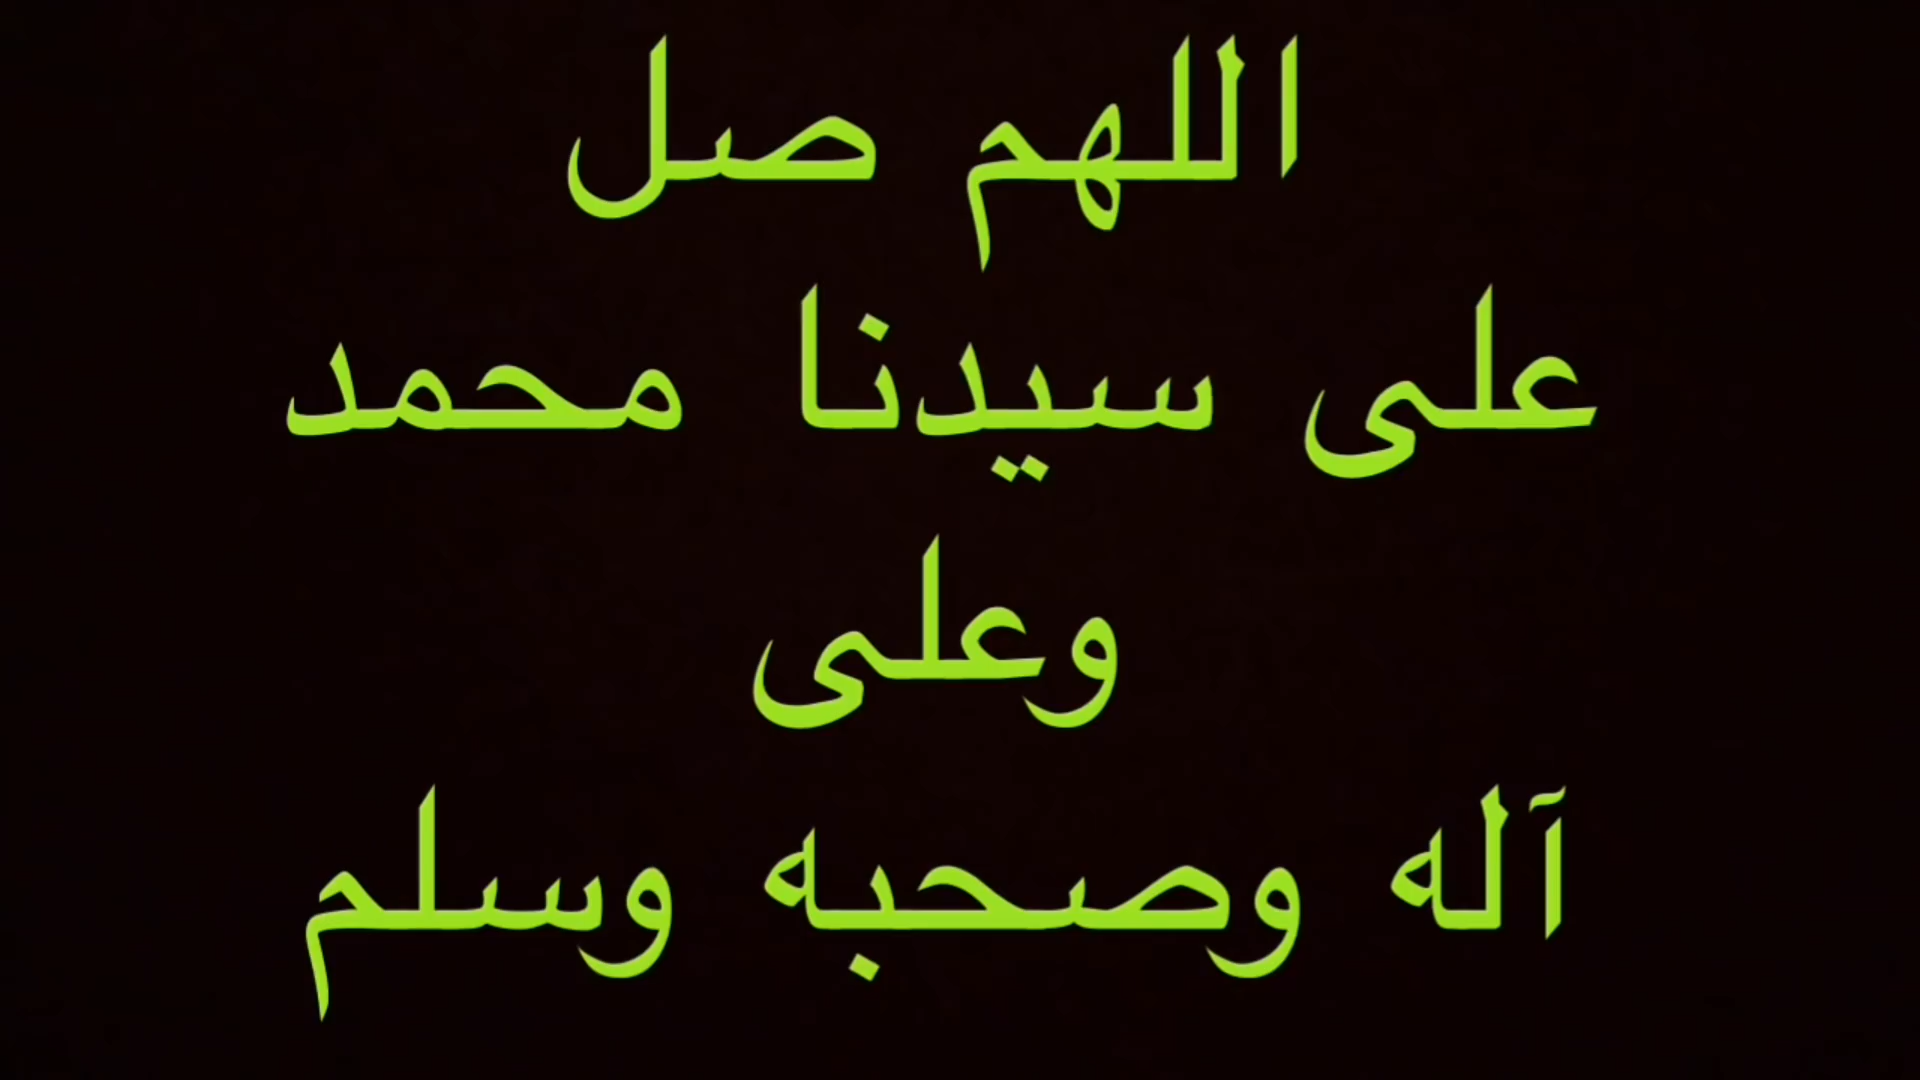 اللهم صل
على سيدنا محمد
وعلى
آله وصحبه وسلم